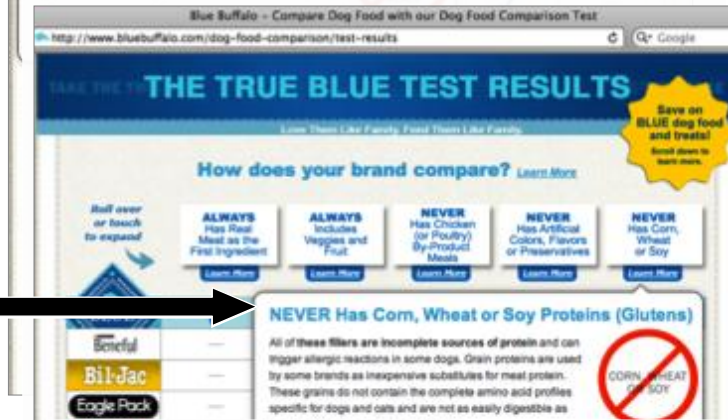 Blue Buffalo - Compare Dog Food with our Dog Food Comparison Test
http://www.bluebuffalo.com/dog-food-comparison/test-results
Google
THE TRUE BLUE TEST RESULTS
Love Them Like Family. Feed Them Like Family.
Save on
BLUE dog food
and treats!
Scroll down to
learn more.
How does your brand compare? Learn More
Roll over
or touch
to expand
ALWAYS
Has Real
Meat as the
First Ingredient
Learn More
ALWAYS
Includes
Veggies and
Fruit
Learn More
NEVER
Has Chicken
(or Poultry)
By-Product
Meals
Learn More
NEVER
Has Artificial
Colors, Flavors
or Preservatives
Learn More
NEVER
Has Corn,
Wheat
or Soy
Learn More
NEVER Has Corn, Wheat or Soy Proteins (Glutens)
All of these fillers are incomplete sources of protein and can
trigger allergic reactions in some dogs. Grain proteins are used
by some brands as inexpensive substitutes for meat protein.
These grains do not contain the complete amino acid profiles
specific for dogs and cats and are not as easily digestible as
CORN, WHEAT
OR SOY
Beneful
Bil-Jac
Eagle Pack